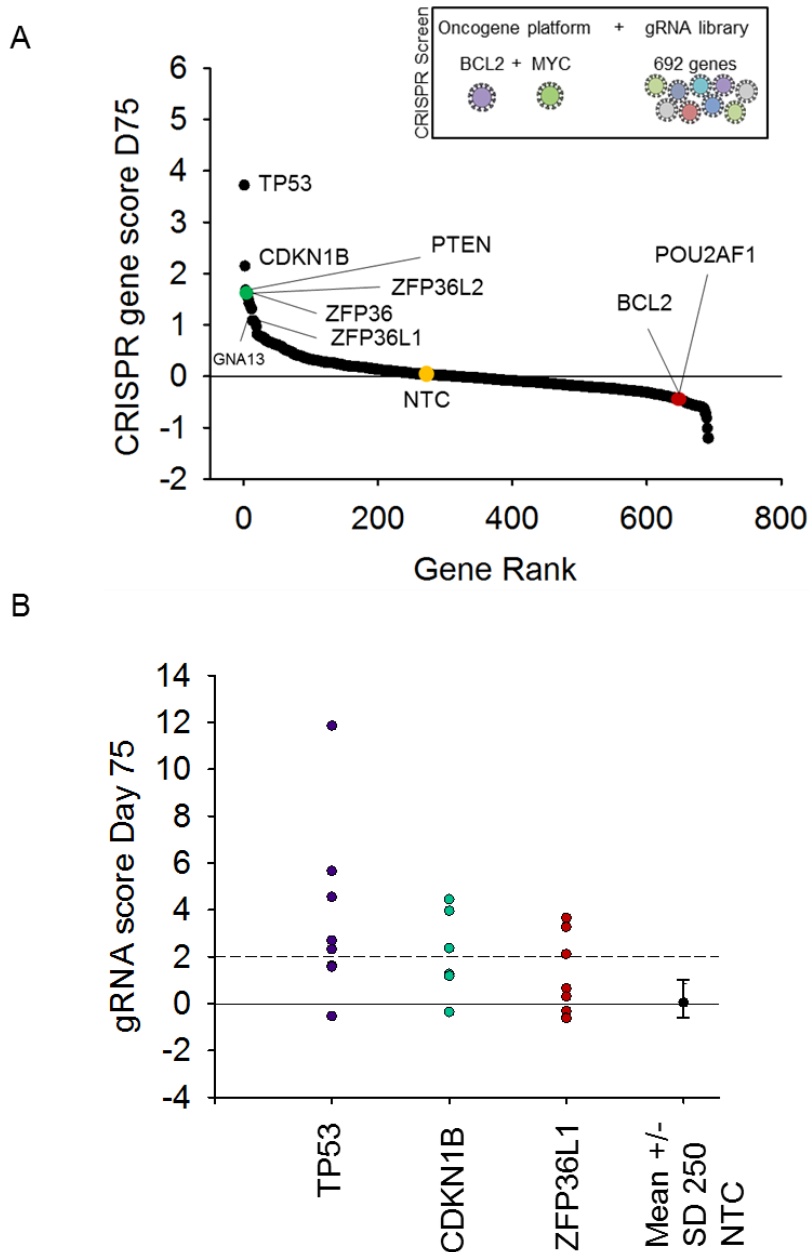 A
CRISPR Screen
Oncogene platform + gRNA library
BCL2 + MYC 692 genes
CRISPR gene score D75
6
5
4
3
2
1
0
-1
-2
TP53
CDKN1B
PTEN
ZFP36L2
ZFP36
ZFP36L1
GNA13
NTC
POU2AF1
BCL2
0 200 400 600 800
Gene Rank
B
gRNA score Day 75
14
12
10
8
6
4
2
0
-2
-4
TP53
CDKN1B
ZFP36L1
Mean +/-
SD 250
NTC